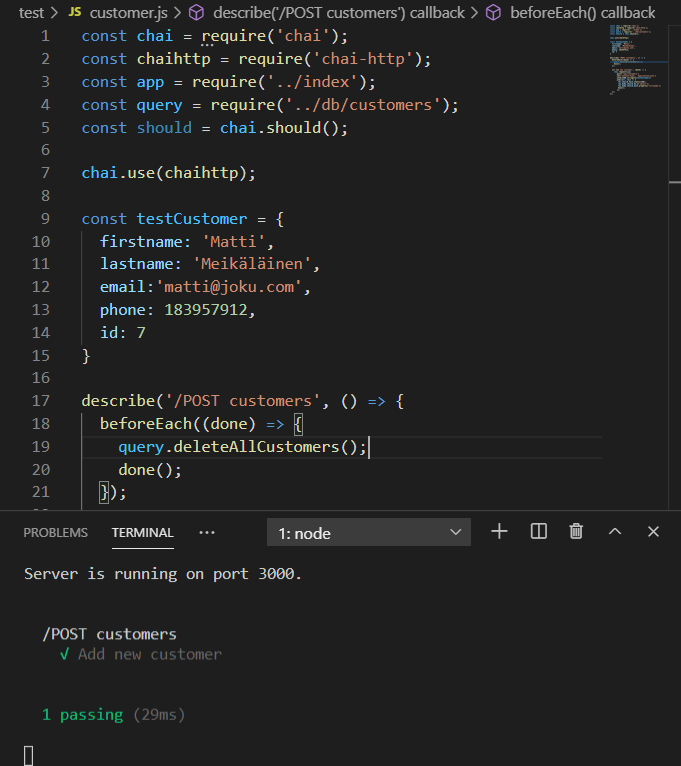 test > JS customer.js > describe('/POST customers') callback > beforeEach() callback
1 const chai = require('chai');
2 const chaihttp = require('chai-http');
3 const app = require('../index');
4 const query = require('../db/customers');
5 const should = chai.should();
6
7 chai.use(chaihttp);
8
9 const testCustomer = {
10 firstname: 'Matti',
11 lastname: 'Meikäläinen',
12 email:'matti@joku.com',
13 phone: 183957912,
14 id: 7
15 }
16
17 describe('/POST customers', () => {
18 beforeEach((done) => {
19 query.deleteAllCustomers();
20 done();
21 });
PROBLEMS TERMINAL ··· 1: node
Server is running on port 3000.
/POST customers
√ Add new customer
1 passing (29ms)